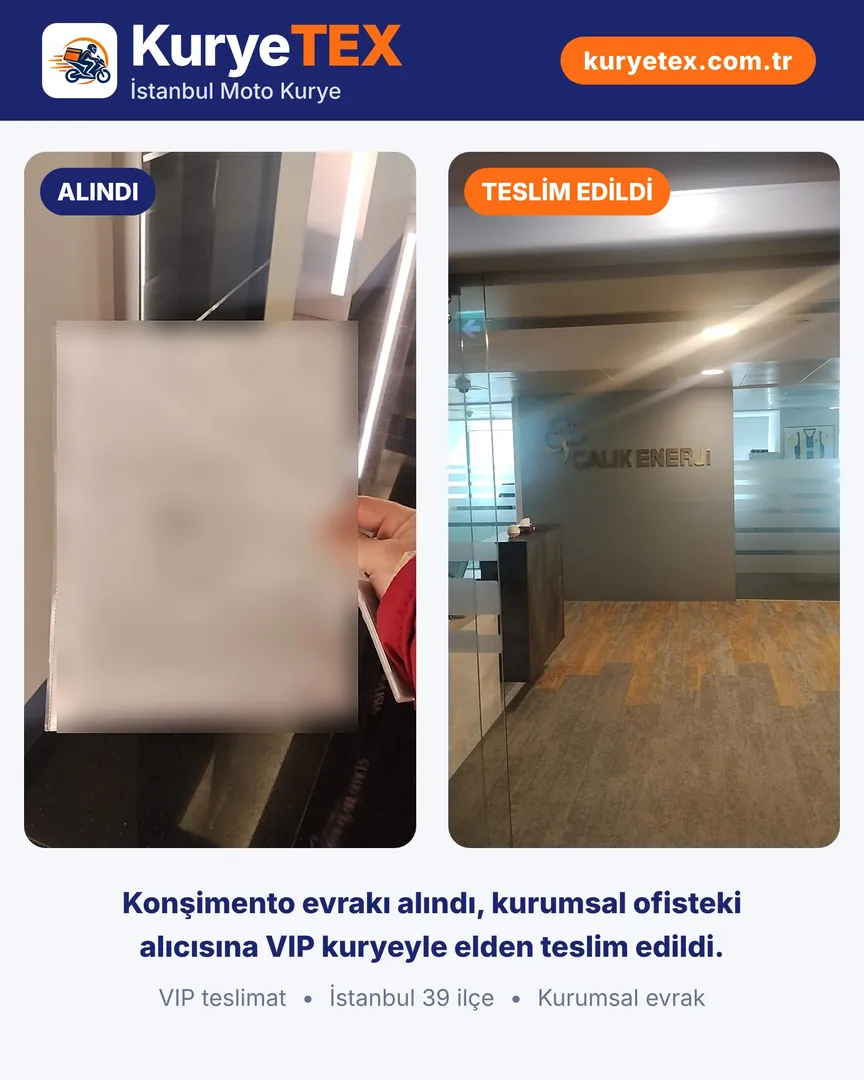 KuryeTEX
İstanbul Moto Kurye
kuryetex.com.tr
ALINDI
TESLİM EDİLDİ
ÇALIK ENERJİ
Konşimento evrakı alındı, kurumsal ofisteki
alıcısına VIP kuryeyle elden teslim edildi.
VIP teslimat • İstanbul 39 ilçe • Kurumsal evrak